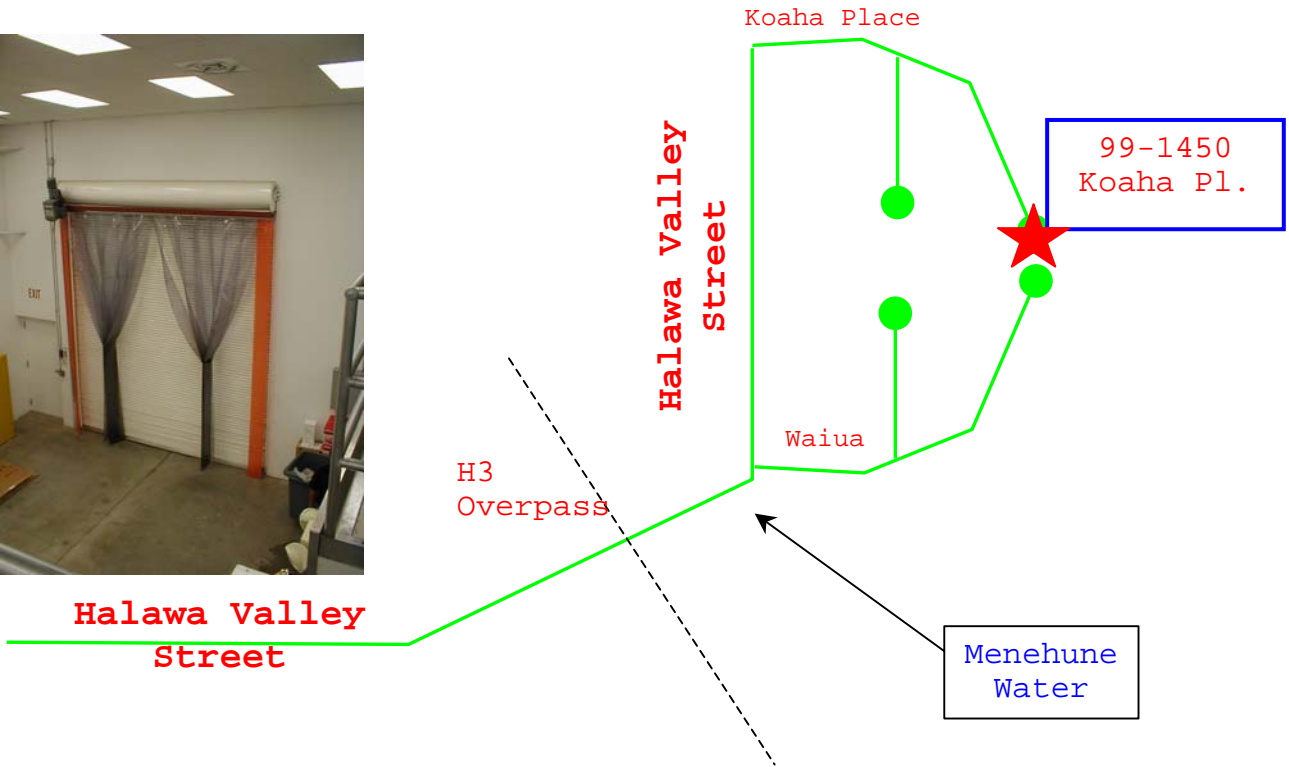 Koaha Place
Halawa Valley
Street
99-1450
Koaha Pl.
EXIT
Waiua
H3
Overpass
Halawa Valley
Street
Menehune
Water